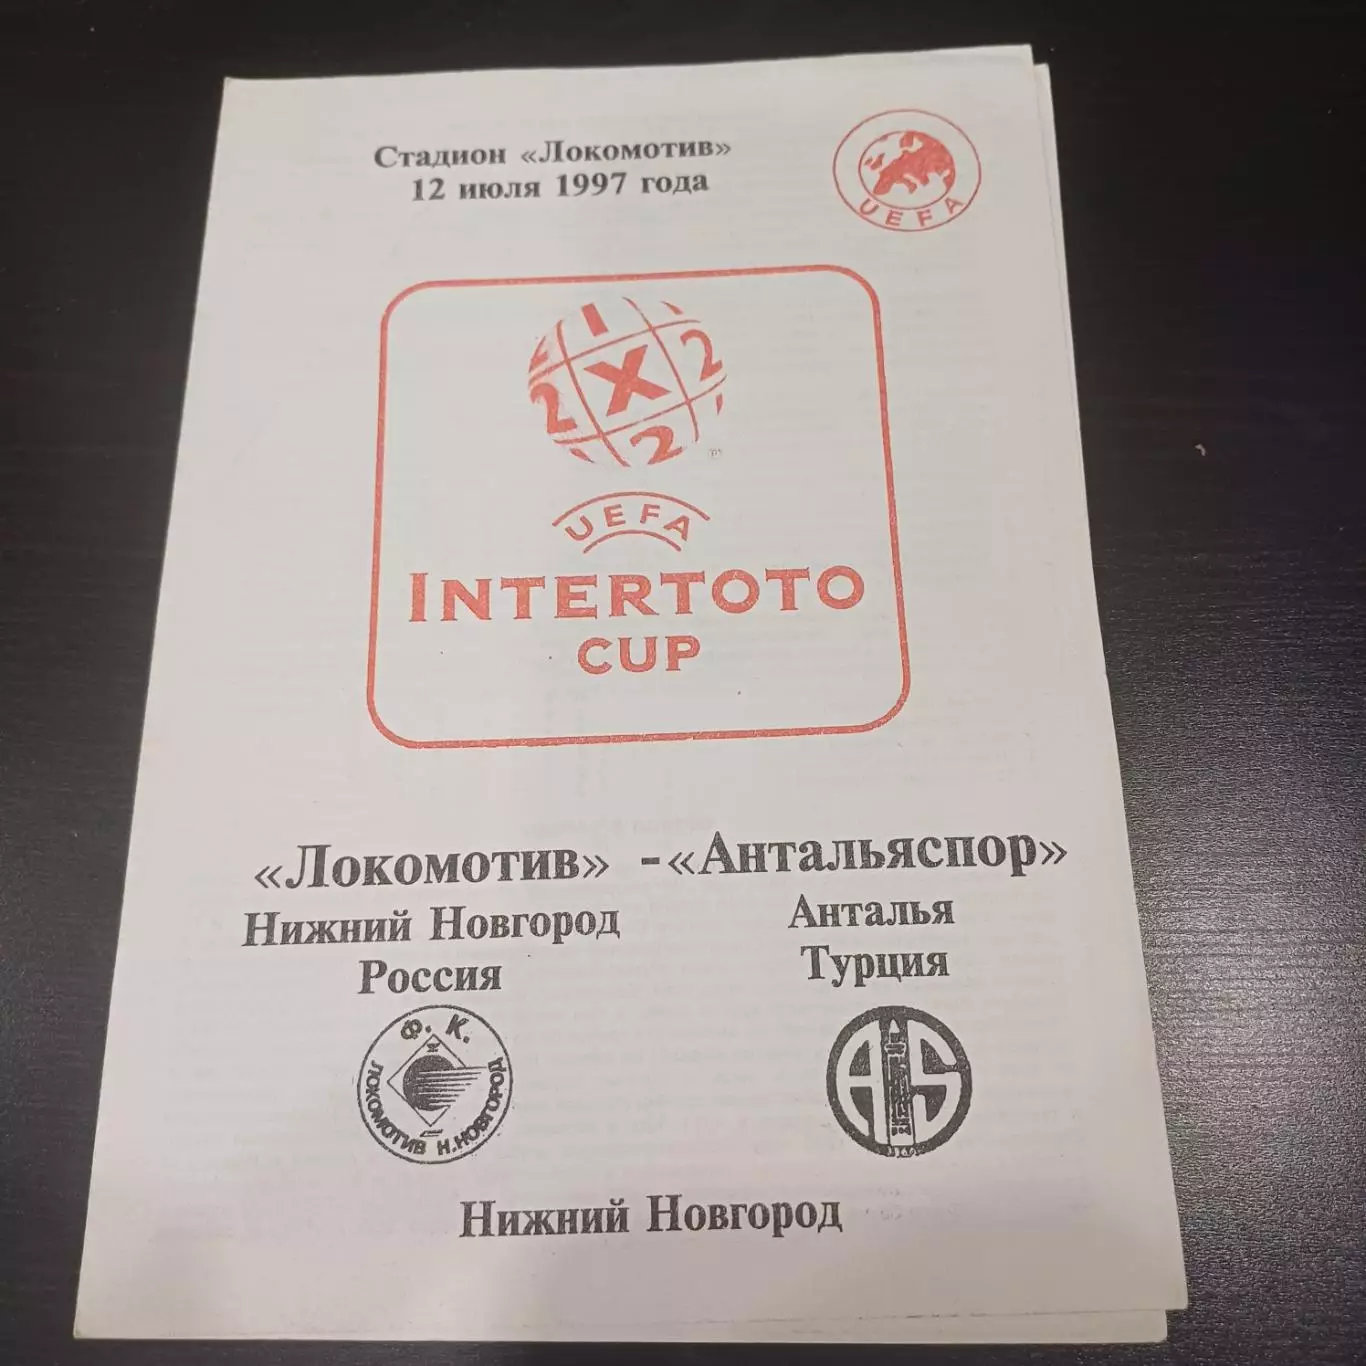 Стадион «Локомотив»
12 июля 1997 года
UEFA
1
2 X 2
2
UEFA
INTERTOTO
CUP
«Локомотив» - «Антальяспор»
Нижний Новгород Анталья
Россия Турция
Ф. К.
ЛОКОМОТИВ Н.НОВГОРОД
AS
Нижний Новгород